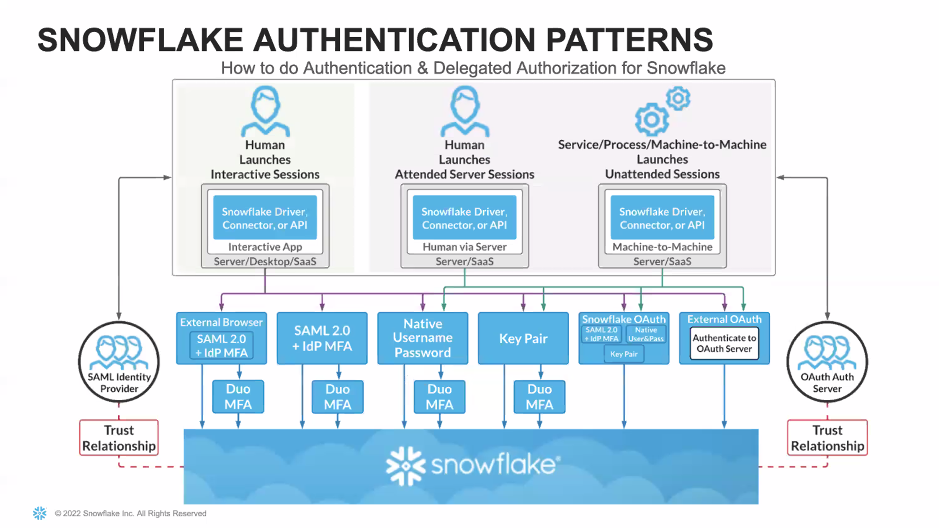 SNOWFLAKE AUTHENTICATION PATTERNS
How to do Authentication & Delegated Authorization for Snowflake
Human
Launches
Interactive Sessions
Snowflake Driver,
Connector, or API
Interactive App
Server/Desktop/SaaS
Human
Launches
Attended Server Sessions
Snowflake Driver,
Connector, or API
Human via Server
Server/SaaS
Service/Process/Machine-to-Machine
Launches
Unattended Sessions
Snowflake Driver,
Connector, or API
Machine-to-Machine
Server/SaaS
SAML Identity
Provider
Trust
Relationship
External Browser
SAML 2.0
+ IdP MFA
Duo
MFA
SAML 2.0
+ IdP MFA
Duo
MFA
Native
Username
Password
Duo
MFA
Key Pair
Duo
MFA
Snowflake OAuth
SAML 2.0
+ IdP MFA
Native
User&Pass
Key Pair
External OAuth
Authenticate to
OAuth Server
OAuth Auth
Server
Trust
Relationship
snowflake®
© 2022 Snowflake Inc. All Rights Reserved